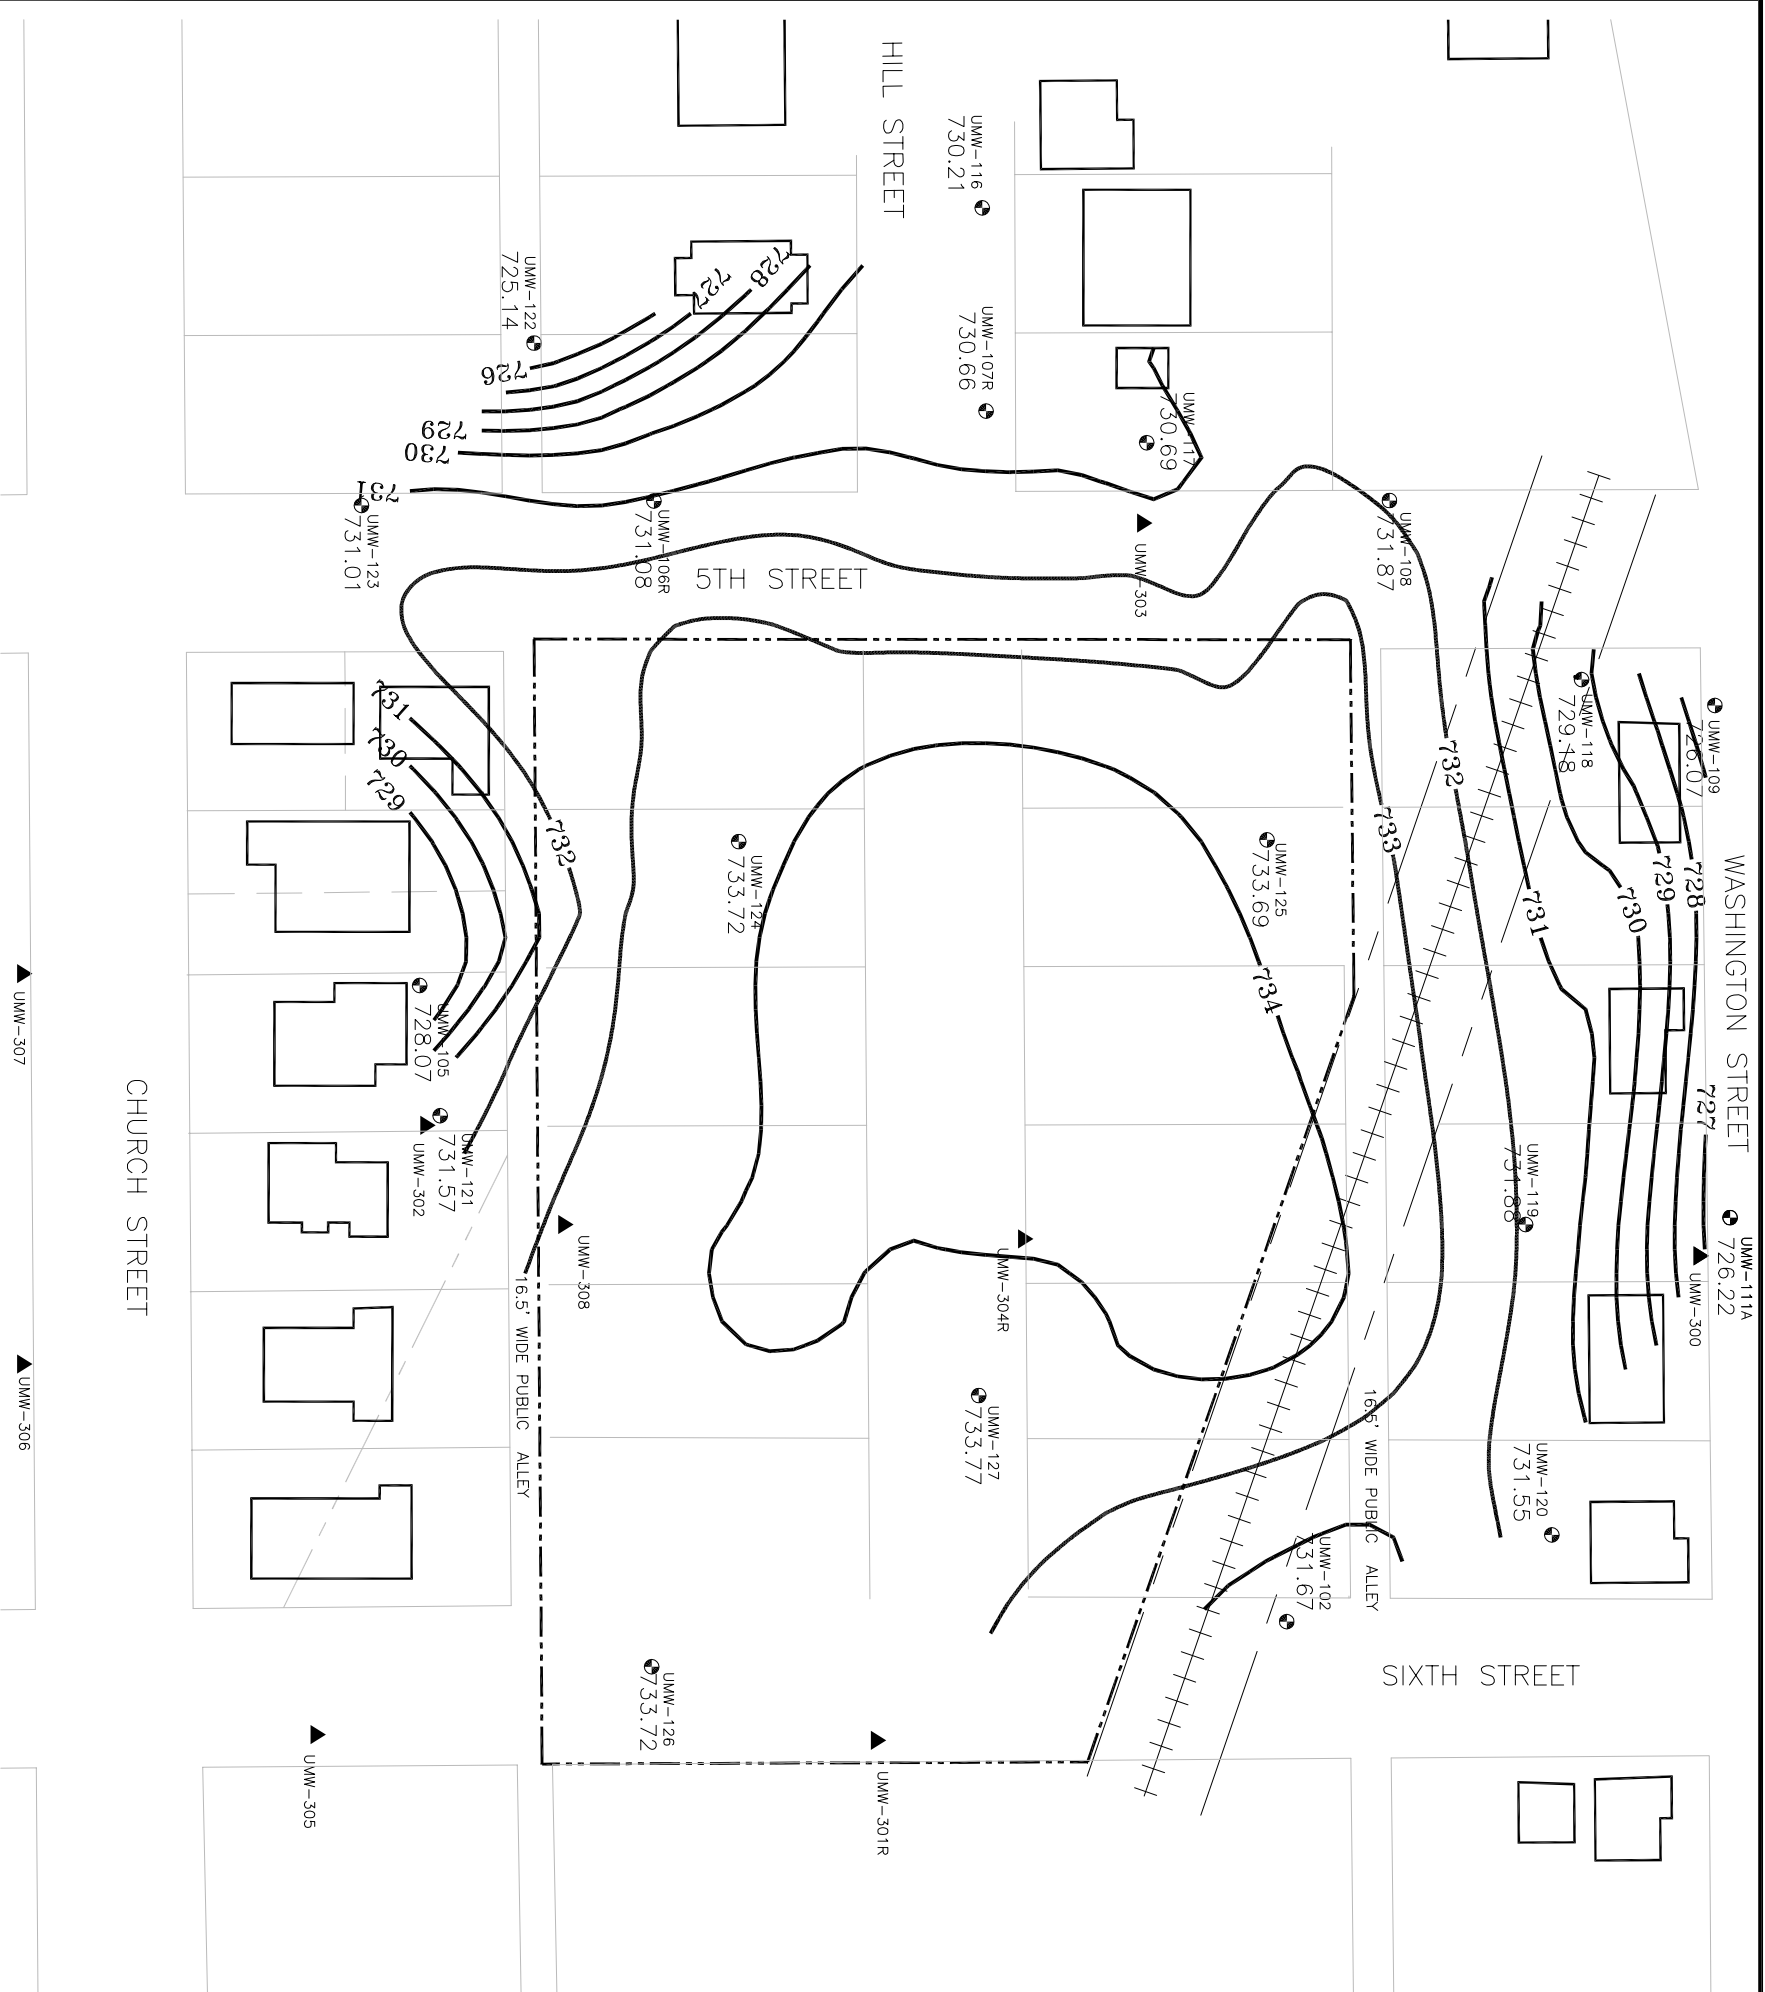 HILL STREET
UMW-116
730.21
UMW-107R
730.66
UMW-122
725.14
728
727
726
729
730
731
UMW-117
730.69
UMW-123
731.01
UMW-106R
731.08
5TH STREET
UMW-303
UMW-108
731.87
UMW-118
729.48
UMW-109
726.07
731
730
729
732
732
733
731
730
729
728
WASHINGTON STREET
UMW-124
733.72
UMW-125
733.69
734
UMW-307
UMW-105
728.07
727
CHURCH STREET
UMW-121
731.57
UMW-302
UMW-308
UMW-304R
UMW-119
731.88
UMW-111A
726.22
UMW-300
UMW-306
16.5' WIDE PUBLIC ALLEY
16.5' WIDE PUBLIC ALLEY
UMW-127
733.77
UMW-120
731.55
UMW-102
731.67
UMW-126
733.72
SIXTH STREET
UMW-305
UMW-301R